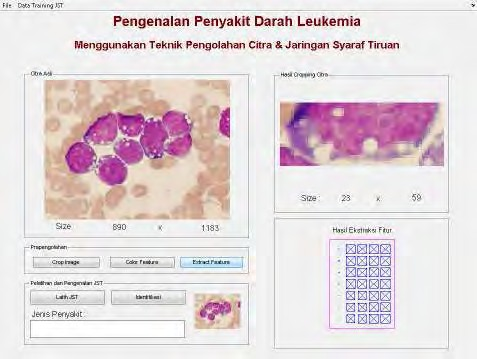 File Data Training JST
Pengenalan Penyakit Darah Leukemia
Menggunakan Teknik Pengolahan Citra & Jaringan Syaraf Tiruan
Citra Asli
Size 890 x 1183
Prapengolahan
Crop Image Color Feature Extract Feature
Pelatihan dan Pengenalan JST
Latih JST Identifikasi
Jenis Penyakit :
Hasil Cropping Citra
Size : 23 x 59
Hasil Ekstraksi Fitur